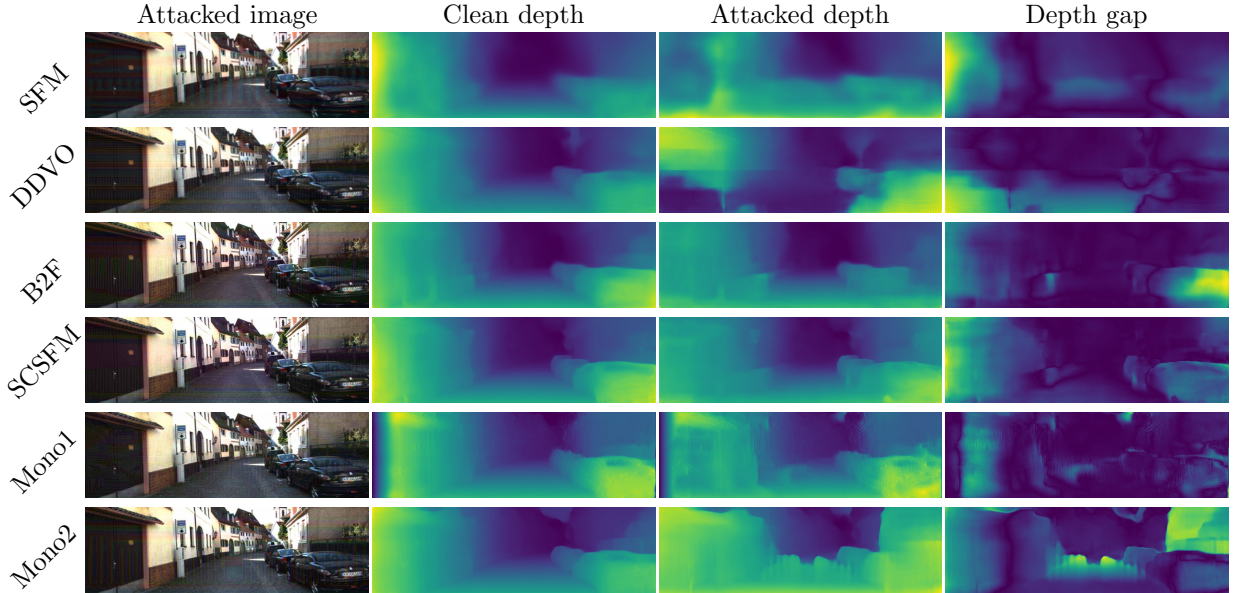 Attacked image Clean depth Attacked depth Depth gap
SFM
DDVO
B2F
SCSFM
Mono1
Mono2